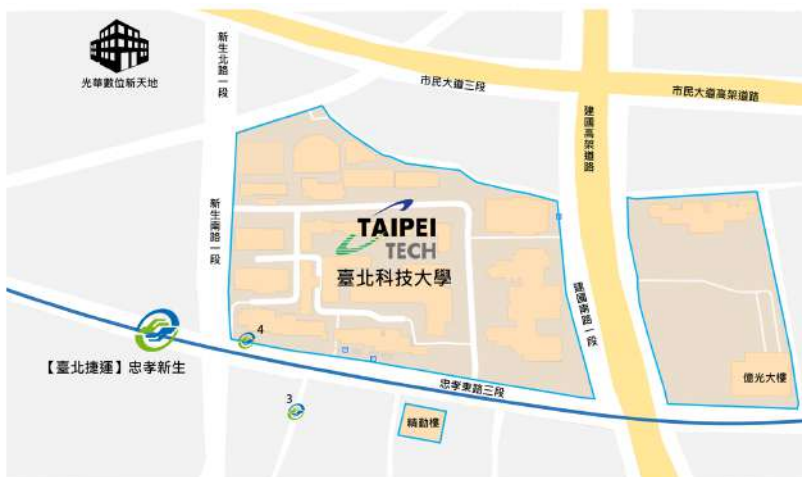 光華數位新天地
新生北路一段
市民大道三段
市民大道高架道路
建國高架道路
新生南路一段
TAIPEI
TECH
臺北科技大學
建國南路一段
4
【臺北捷運】忠孝新生
忠孝東路三段
億光大樓
3
精勤樓